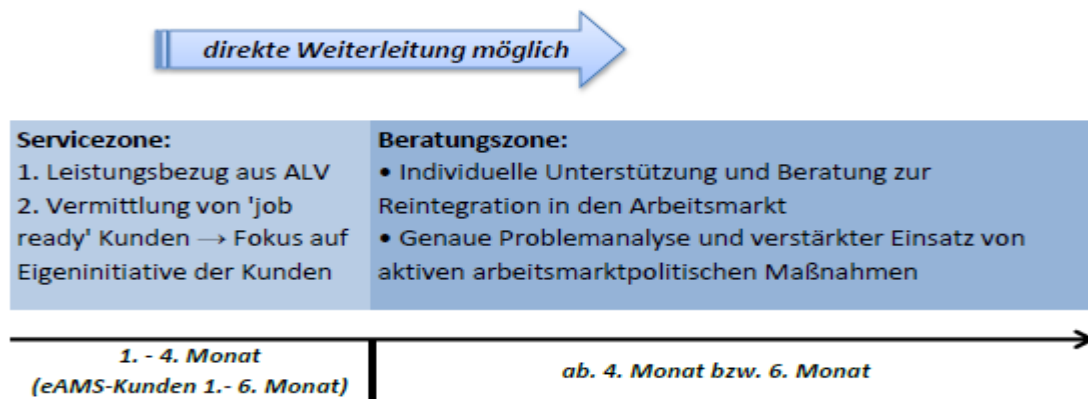 direkte Weiterleitung möglich
Servicezone:
1. Leistungsbezug aus ALV
2. Vermittlung von 'job
ready' Kunden → Fokus auf
Eigeninitiative der Kunden
Beratungszone:
• Individuelle Unterstützung und Beratung zur
Reintegration in den Arbeitsmarkt
• Genaue Problemanalyse und verstärkter Einsatz von
aktiven arbeitsmarktpolitischen Maßnahmen
1. - 4. Monat
(eAMS-Kunden 1.- 6. Monat)
ab. 4. Monat bzw. 6. Monat